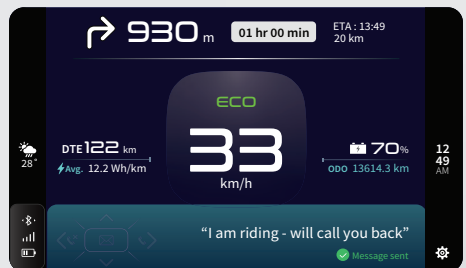 930 m
01 hr 00 min
ETA : 13:49
20 km
ECO
33
km/h
DTE 122 km
Avg. 12.2 Wh/km
70%
ODO 13614.3 km
28°
12
49
AM
“I am riding - will call you back”
Message sent